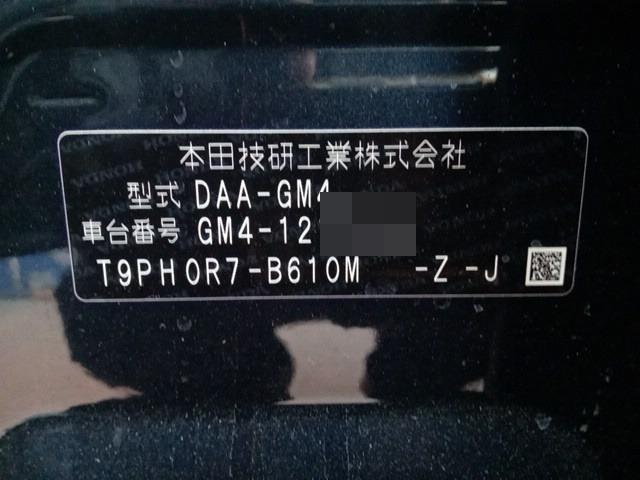 本田技研工業株式会社
型式 DAA-GM4
車台番号 GM4-12
T9PH0R7-B610M -Z -J